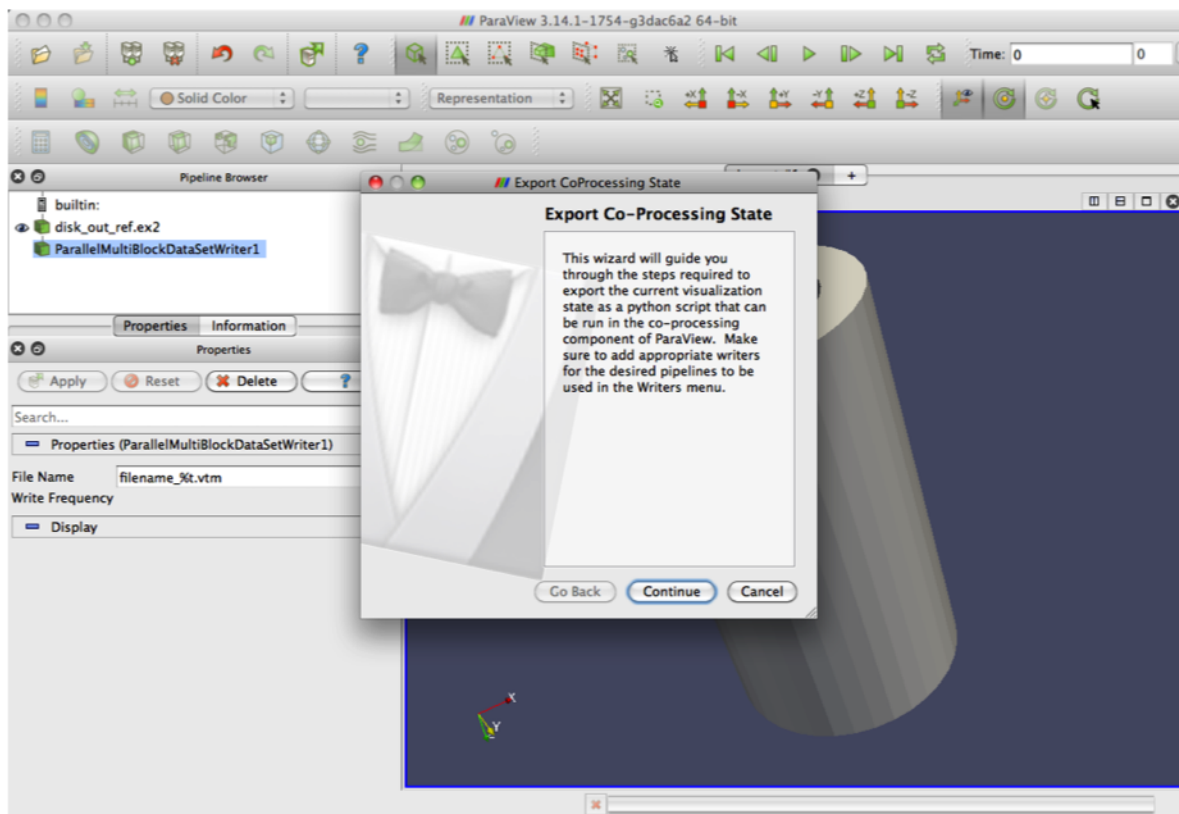 ParaView 3.14.1-1754-g3dac6a2 64-bit
Time: 0 0
Solid Color Representation
+X -X +Y -Y +Z -Z
Pipeline Browser
builtin:
disk_out_ref.ex2
ParallelMultiBlockDataSetWriter1
Properties Information
Properties
Apply Reset Delete ?
Search...
Properties (ParallelMultiBlockDataSetWriter1)
File Name filename_%t.vtm
Write Frequency
Display
+
Export CoProcessing State
Export Co-Processing State
This wizard will guide you
through the steps required to
export the current visualization
state as a python script that can
be run in the co-processing
component of ParaView. Make
sure to add appropriate writers
for the desired pipelines to be
used in the Writers menu.
Go Back Continue Cancel
X
Y